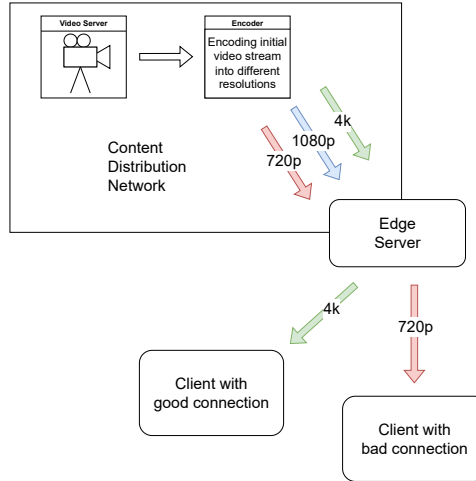 Video Server
Encoder
Encoding initial
video stream
into different
resolutions
4k
1080p
720p
Content
Distribution
Network
Edge
Server
4k
720p
Client with
good connection
Client with
bad connection